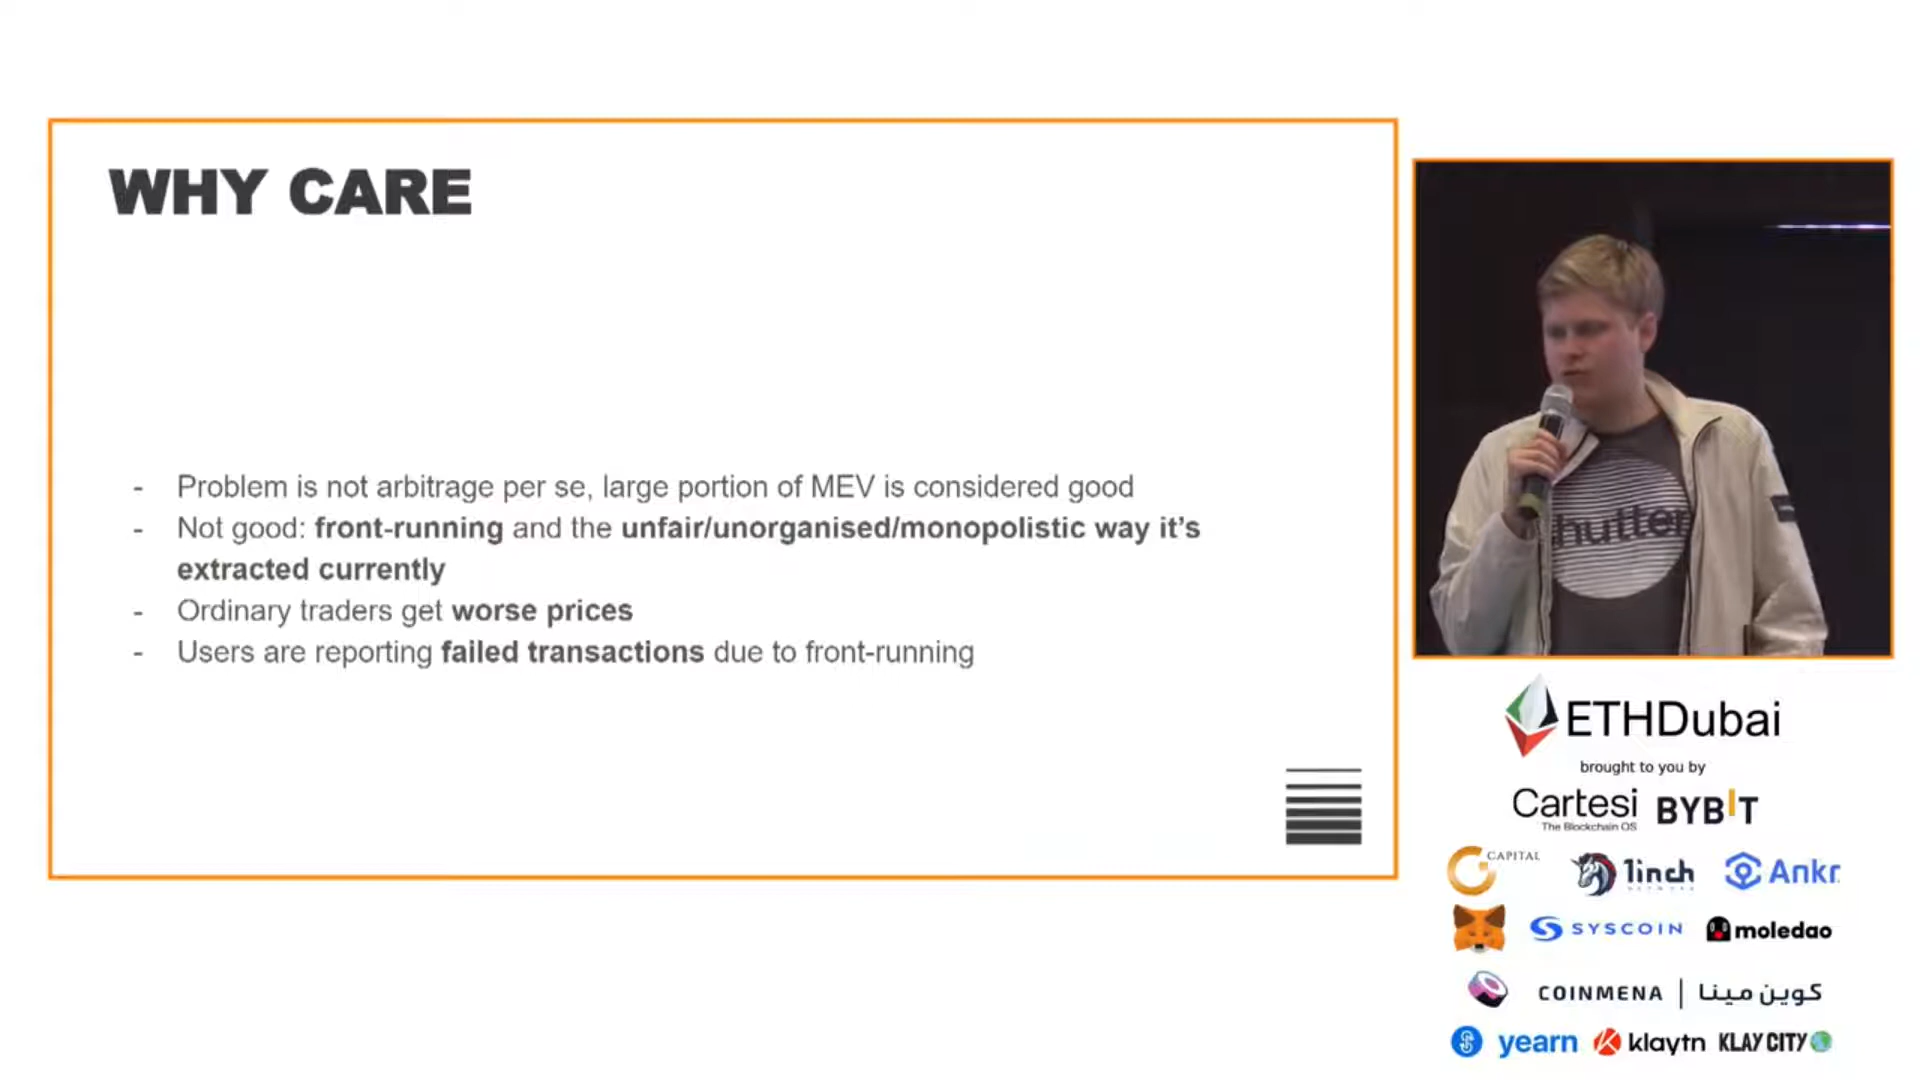 WHY CARE
- Problem is not arbitrage per se, large portion of MEV is considered good
- Not good: front-running and the unfair/unorganised/monopolistic way it’s
extracted currently
- Ordinary traders get worse prices
- Users are reporting failed transactions due to front-running
hutter
ETHDubai
brought to you by
Cartesi
The Blockchain OS
BYBIT
CAPITAL
1inch
NETWORK
Ankr
SYSCOIN
moledao
COINMENA | كوين مينا
yearn
klaytn
KLAY CITY